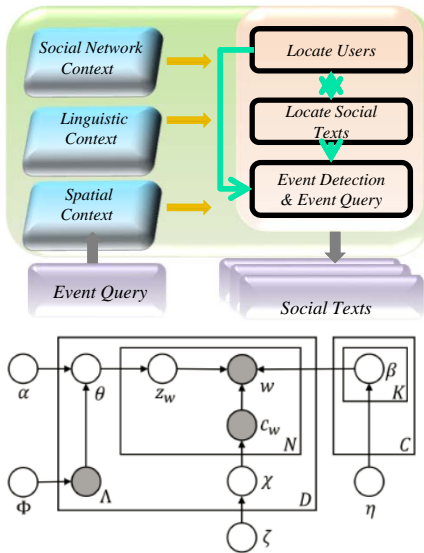 Social Network
Context
Locate Users
Linguistic
Context
Locate Social
Texts
Spatial
Context
Event Detection
& Event Query
Event Query
Social Texts
α
θ
z_w
w
β
K
c_w
N
C
Φ
Λ
χ
D
η
ζ